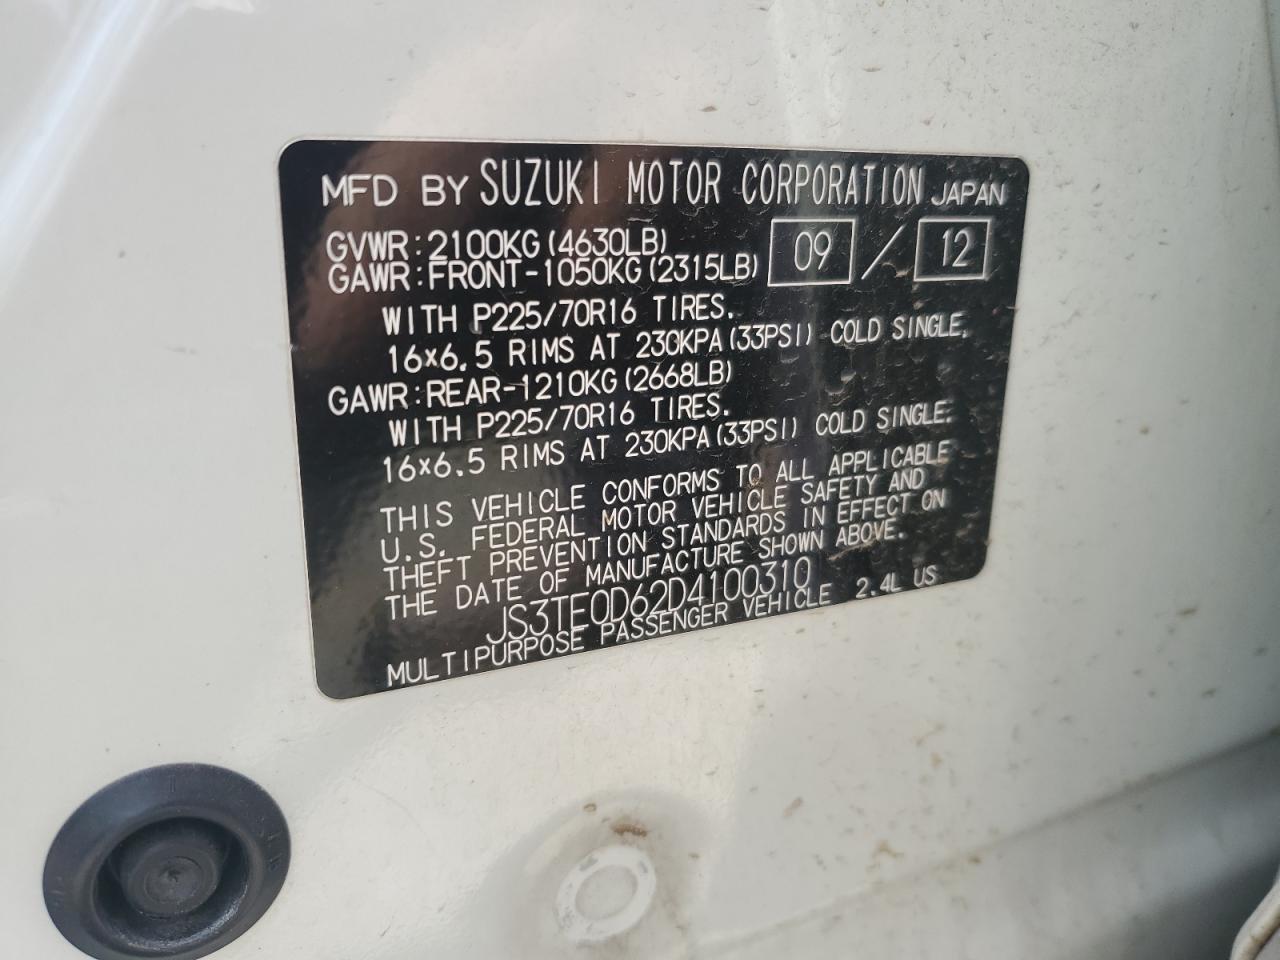 MFD BY SUZUKI MOTOR CORPORATION JAPAN
GVWR:2100KG(4630LB) 09 / 12
GAWR:FRONT-1050KG(2315LB)
WITH P225/70R16 TIRES.
16×6.5 RIMS AT 230KPA(33PSI) COLD SINGLE.
GAWR:REAR-1210KG(2668LB)
WITH P225/70R16 TIRES.
16×6.5 RIMS AT 230KPA(33PSI) COLD SINGLE.
THIS VEHICLE CONFORMS TO ALL APPLICABLE
U.S. FEDERAL MOTOR VEHICLE SAFETY AND
THEFT PREVENTION STANDARDS IN EFFECT ON
THE DATE OF MANUFACTURE SHOWN ABOVE.
JS3TE0D62D4100310
MULTIPURPOSE PASSENGER VEHICLE 2.4L US